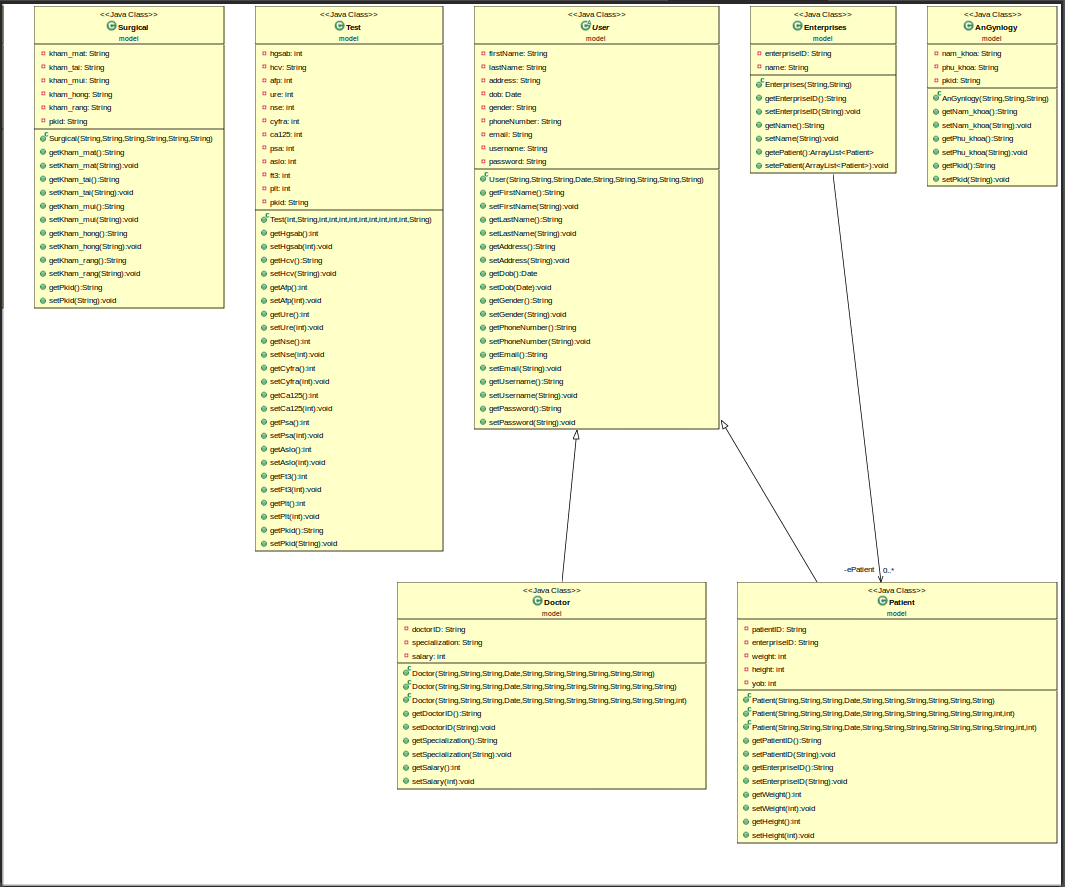 <<Java Class>>
Surgical
model
kham_mat: String
kham_tai: String
kham_mui: String
kham_hong: String
kham_rang: String
pkid: String
Surgical(String,String,String,String,String,String)
getKham_mat():String
setKham_mat(String):void
getKham_tai():String
setKham_tai(String):void
getKham_mui():String
setKham_mui(String):void
getKham_hong():String
setKham_hong(String):void
getKham_rang():String
setKham_rang(String):void
getPkid():String
setPkid(String):void
<<Java Class>>
Test
model
hgsab: int
hcv: String
afp: int
ure: int
nse: int
cyfra: int
ca125: int
psa: int
aslo: int
ft3: int
plt: int
pkid: String
Test(int,String,int,int,int,int,int,int,int,int,int,String)
getHgsab():int
setHgsab(int):void
getHcv():String
setHcv(String):void
getAfp():int
setAfp(int):void
getUre():int
setUre(int):void
getNse():int
setNse(int):void
getCyfra():int
setCyfra(int):void
getCa125():int
setCa125(int):void
getPsa():int
setPsa(int):void
getAslo():int
setAslo(int):void
getFt3():int
setFt3(int):void
getPlt():int
setPlt(int):void
getPkid():String
setPkid(String):void
<<Java Class>>
User
model
firstName: String
lastName: String
address: String
dob: Date
gender: String
phoneNumber: String
email: String
username: String
password: String
User(String,String,String,Date,String,String,String,String,String)
getFirstName():String
setFirstName(String):void
getLastName():String
setLastName(String):void
getAddress():String
setAddress(String):void
getDob():Date
setDob(Date):void
getGender():String
setGender(String):void
getPhoneNumber():String
setPhoneNumber(String):void
getEmail():String
setEmail(String):void
getUsername():String
setUsername(String):void
getPassword():String
setPassword(String):void
<<Java Class>>
Enterprises
model
enterpriseID: String
name: String
Enterprises(String,String)
getEnterpriseID():String
setEnterpriseID(String):void
getName():String
setName(String):void
getePatient():ArrayList<Patient>
setePatient(ArrayList<Patient>):void
<<Java Class>>
AnGynlogy
model
nam_khoa: String
phu_khoa: String
pkid: String
AnGynlogy(String,String,String)
getNam_khoa():String
setNam_khoa(String):void
getPhu_khoa():String
setPhu_khoa(String):void
getPkid():String
setPkid(String):void
-ePatient 0..*
<<Java Class>>
Doctor
model
doctorID: String
specialization: String
salary: int
Doctor(String,String,String,Date,String,String,String,String,String,String)
Doctor(String,String,String,Date,String,String,String,String,String,String,String)
Doctor(String,String,String,Date,String,String,String,String,String,String,String,int)
getDoctorID():String
setDoctorID(String):void
getSpecialization():String
setSpecialization(String):void
getSalary():int
setSalary(int):void
<<Java Class>>
Patient
model
patientID: String
enterpriseID: String
weight: int
height: int
yob: int
Patient(String,String,String,Date,String,String,String,String,String,String)
Patient(String,String,String,Date,String,String,String,String,String,String,int,int)
Patient(String,String,String,String,Date,String,String,String,String,String,String,int,int)
getPatientID():String
setPatientID(String):void
getEnterpriseID():String
setEnterpriseID(String):void
getWeight():int
setWeight(int):void
getHeight():int
setHeight(int):void